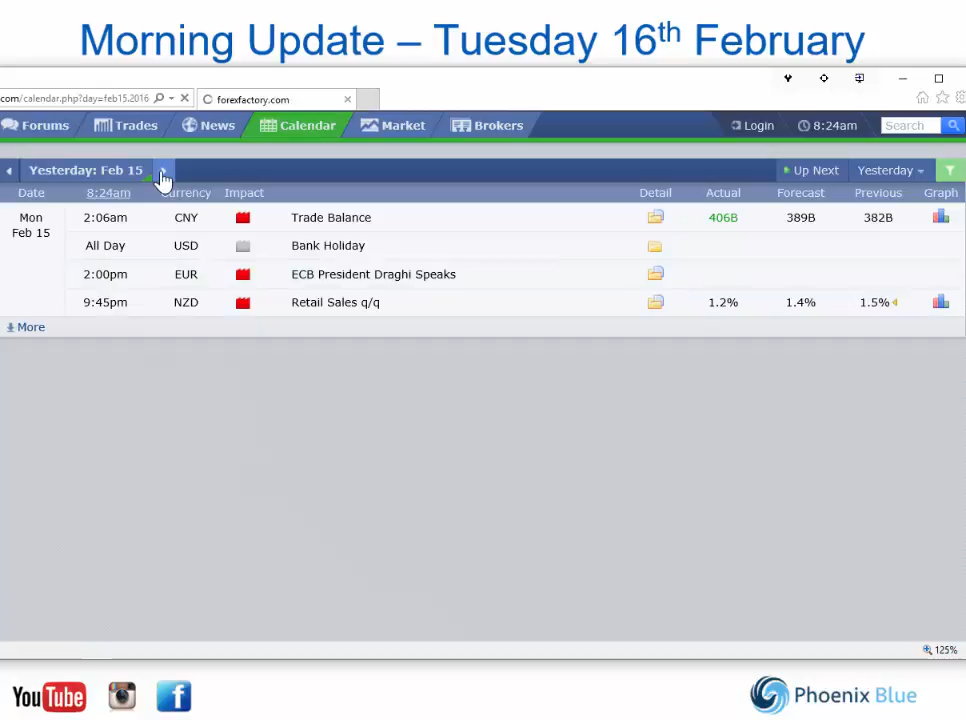 Morning Update – Tuesday 16th February
com/calendar.php?day=feb15.2016
forexfactory.com
Forums Trades News Calendar Market Brokers Login 8:24am Search
Yesterday: Feb 15 Up Next Yesterday
Date 8:24am Currency Impact Detail Actual Forecast Previous Graph
Mon Feb 15 2:06am CNY Trade Balance 406B 389B 382B
All Day USD Bank Holiday
2:00pm EUR ECB President Draghi Speaks
9:45pm NZD Retail Sales q/q 1.2% 1.4% 1.5%
More
125%
YouTube
f
Phoenix Blue